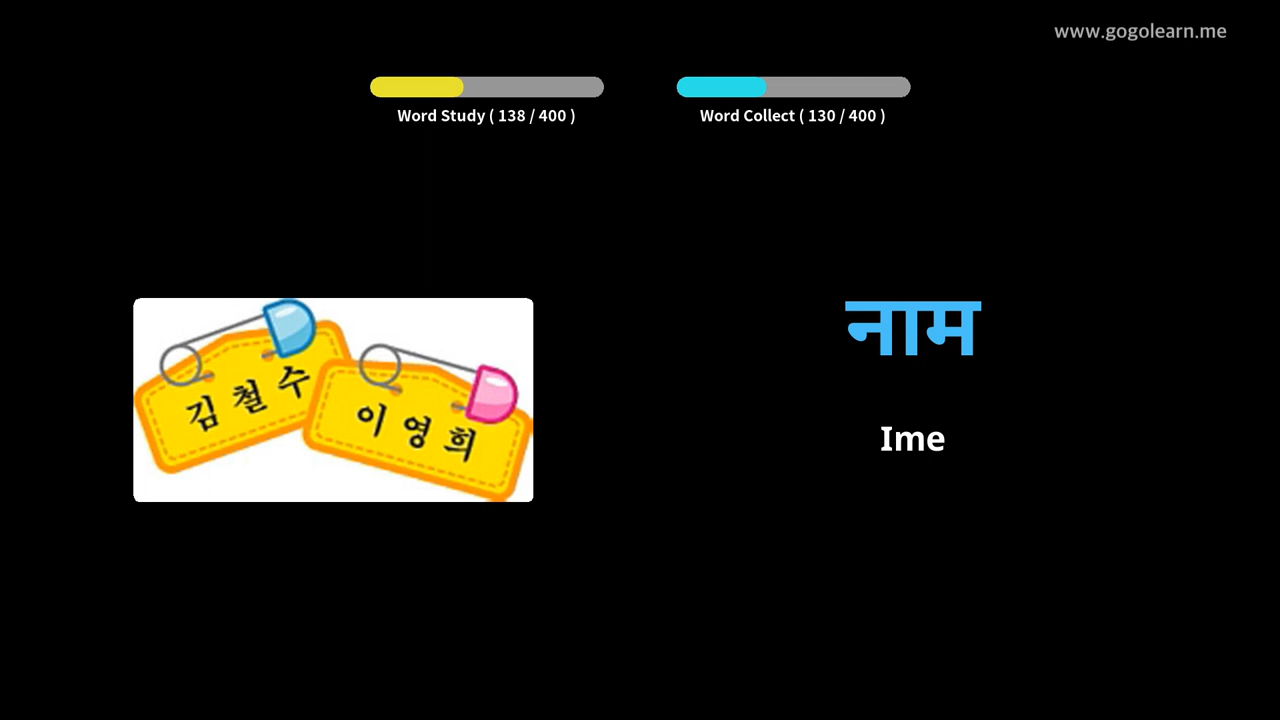 www.gogolearn.me
Word Study ( 138 / 400 )
Word Collect ( 130 / 400 )
김철수
이영희
नाम
Ime